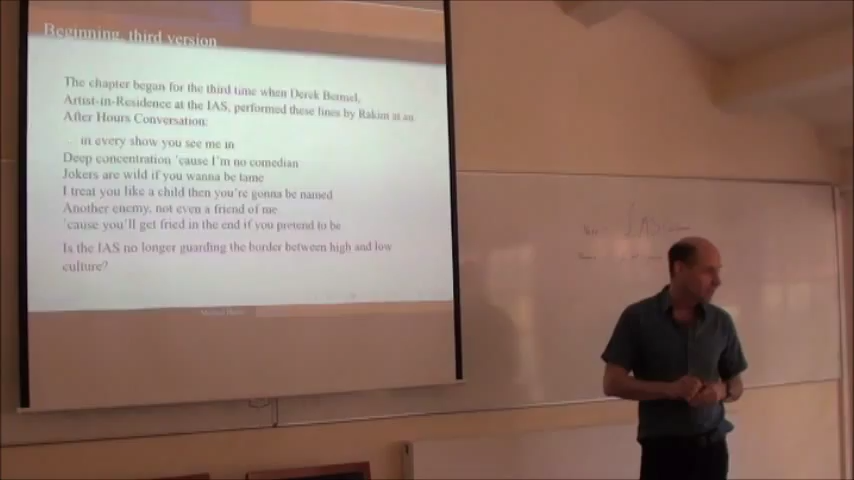 Beginning, third version
The chapter began for the third time when Derek Bermel,
Artist-in-Residence at the IAS, performed these lines by Rakim at an
After Hours Conversation:
... in every show you see me in
Deep concentration 'cause I'm no comedian
Jokers are wild if you wanna be tame
I treat you like a child then you're gonna be named
Another enemy, not even a friend of me
'cause you'll get fried in the end if you pretend to be
Is the IAS no longer guarding the border between high and low
culture?
Michael Harris